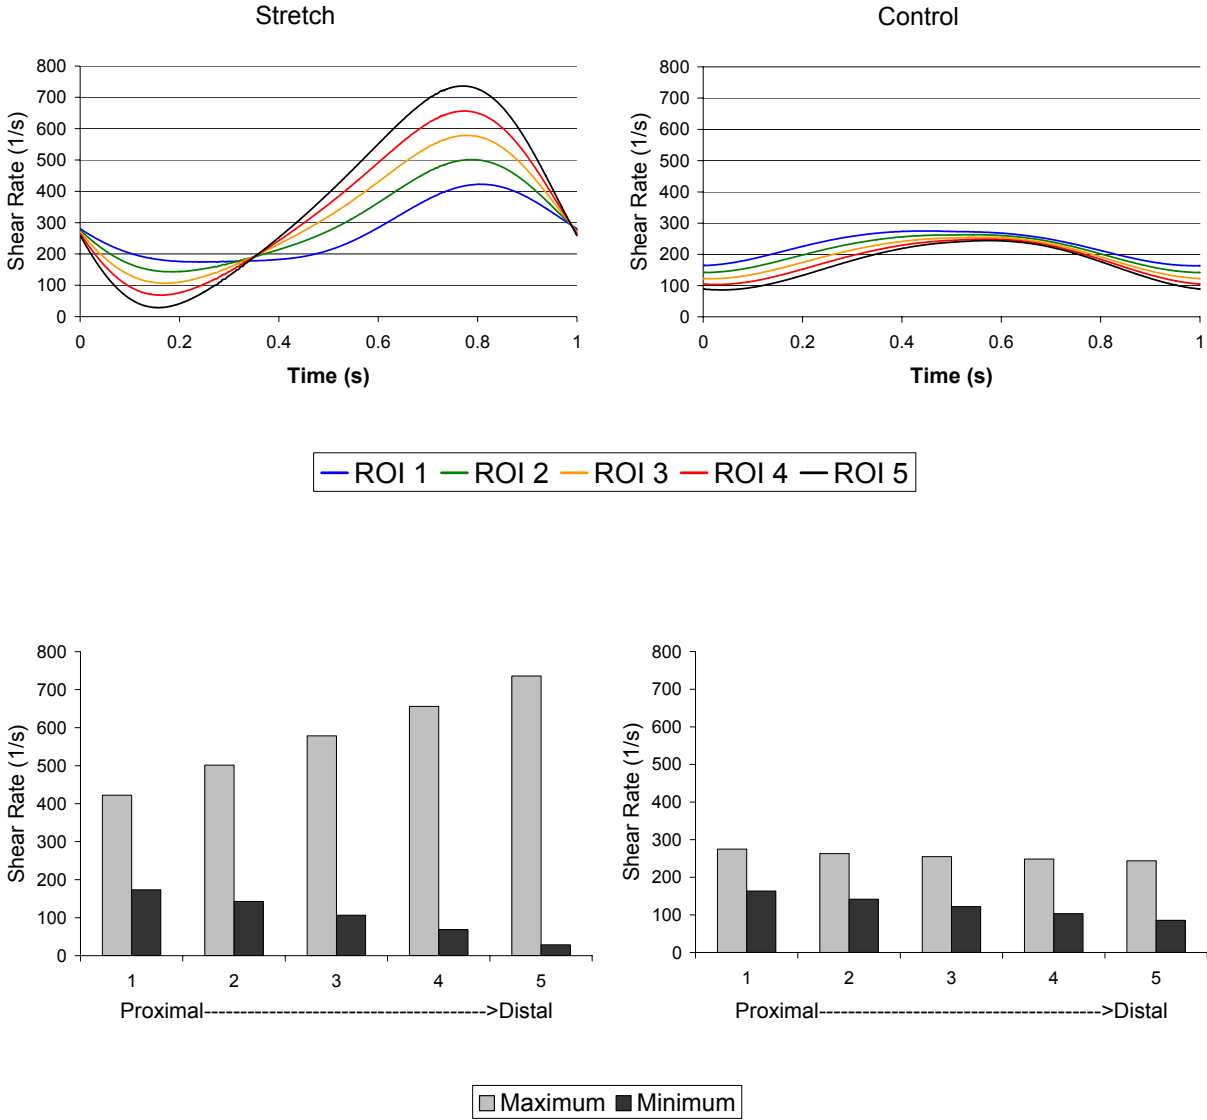 Stretch
Control
800
700
600
500
400
300
200
100
0
Shear Rate (1/s)
0 0.2 0.4 0.6 0.8 1
Time (s)
800
700
600
500
400
300
200
100
0
Shear Rate (1/s)
0 0.2 0.4 0.6 0.8 1
Time (s)
ROI 1 ROI 2 ROI 3 ROI 4 ROI 5
800
700
600
500
400
300
200
100
0
Shear Rate (1/s)
1 2 3 4 5
Proximal--------------------------------------->Distal
800
700
600
500
400
300
200
100
0
Shear Rate (1/s)
1 2 3 4 5
Proximal--------------------------------------->Distal
Maximum Minimum